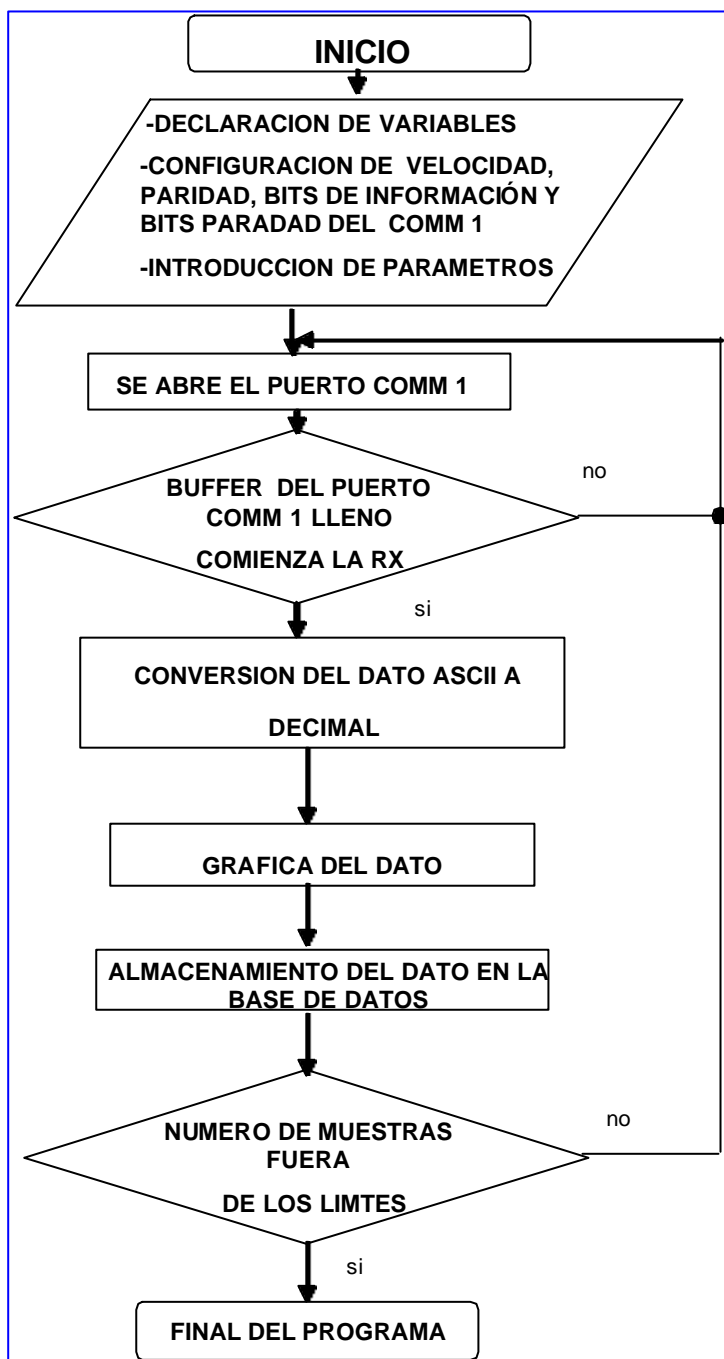 INICIO
-DECLARACION DE VARIABLES
-CONFIGURACION DE VELOCIDAD,
PARIDAD, BITS DE INFORMACIÓN Y
BITS PARADAD DEL COMM 1
-INTRODUCCION DE PARAMETROS
SE ABRE EL PUERTO COMM 1
BUFFER DEL PUERTO
COMM 1 LLENO
COMIENZA LA RX
no
si
CONVERSION DEL DATO ASCII A
DECIMAL
GRAFICA DEL DATO
ALMACENAMIENTO DEL DATO EN LA
BASE DE DATOS
NUMERO DE MUESTRAS
FUERA
DE LOS LIMTES
no
si
FINAL DEL PROGRAMA